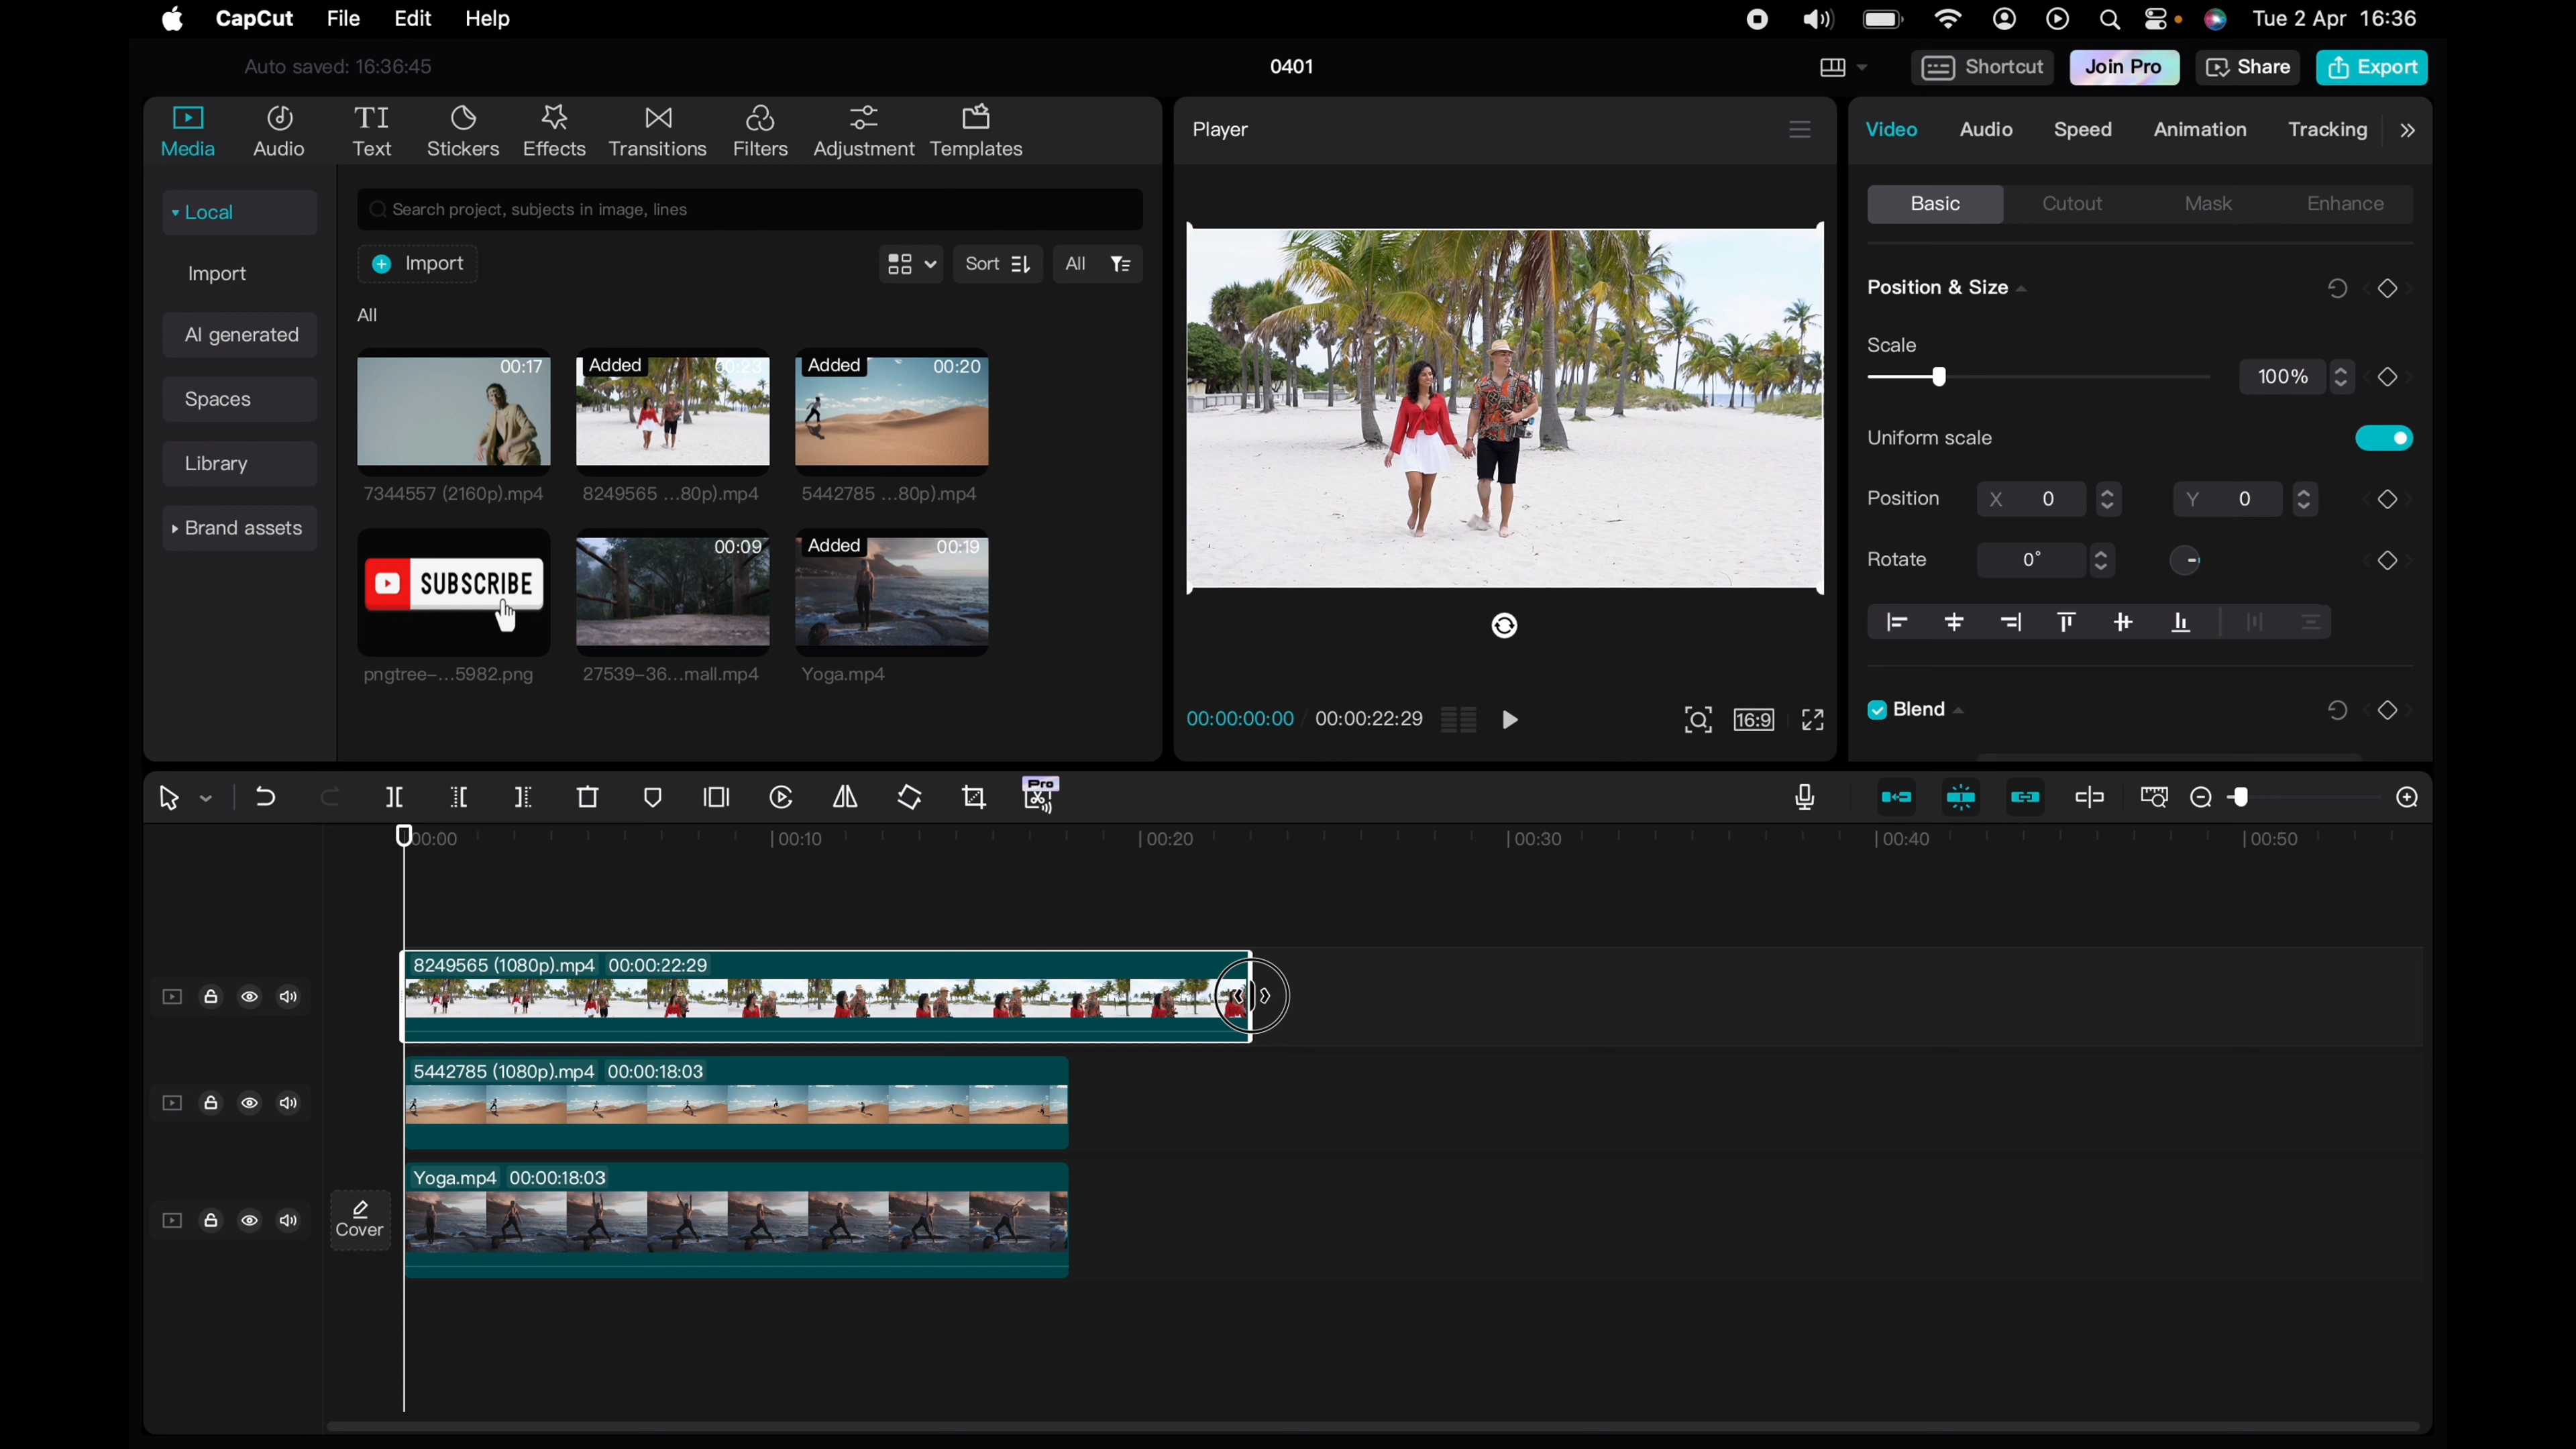 CapCut File Edit Help Tue 2 Apr 16:36
Auto saved: 16:36:45 0401 Shortcut Join Pro Share Export
Media Audio Text Stickers Effects Transitions Filters Adjustment Templates
Local
Import
AI generated
Spaces
Library
Brand assets
Search project, subjects in image, lines
Import Sort All
All
00:17 Added 00:23 Added 00:20
7344557 (2160p).mp4 8249565 ...80p).mp4 5442785 ...80p).mp4
SUBSCRIBE 00:09 Added 00:19
pngtree-...5982.png 27539-36...mall.mp4 Yoga.mp4
Player
00:00:00:00 / 00:00:22:29 16:9
Video Audio Speed Animation Tracking
Basic Cutout Mask Enhance
Position & Size
Scale
100%
Uniform scale
Position X 0 Y 0
Rotate 0°
Blend
Pro
00:00 00:10 00:20 00:30 00:40 00:50
8249565 (1080p).mp4 00:00:22:29
5442785 (1080p).mp4 00:00:18:03
Yoga.mp4 00:00:18:03
Cover